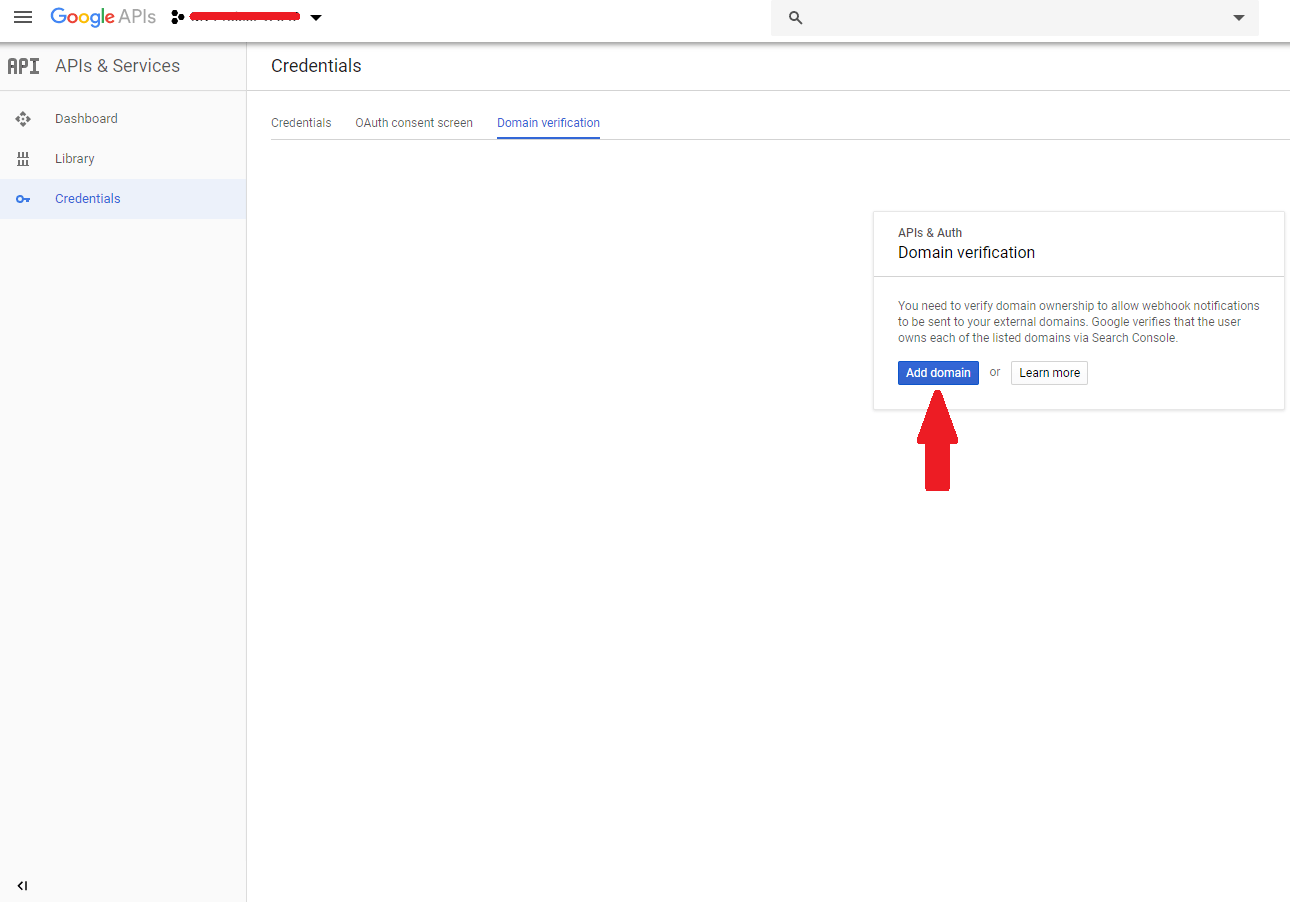 Google APIs
API APIs & Services
Credentials
Dashboard
Library
Credentials
Credentials OAuth consent screen Domain verification
APIs & Auth
Domain verification
You need to verify domain ownership to allow webhook notifications
to be sent to your external domains. Google verifies that the user
owns each of the listed domains via Search Console.
Add domain or Learn more